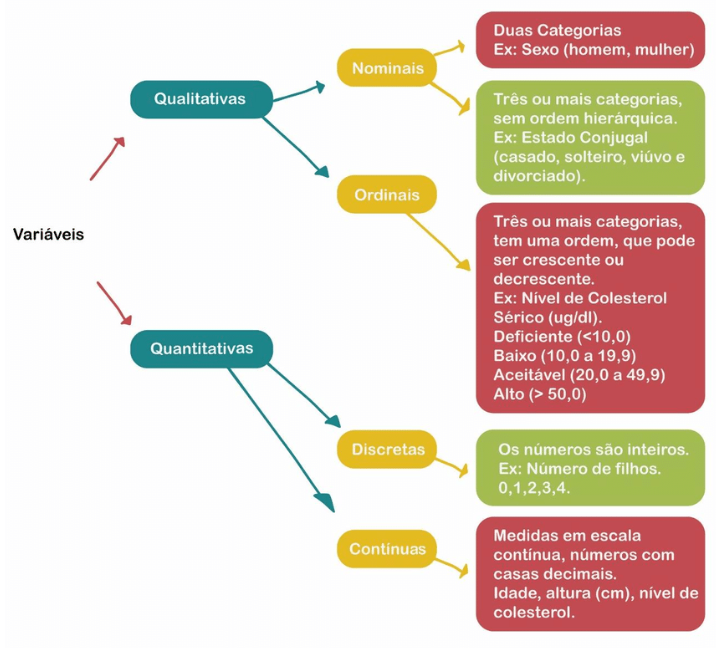 Variáveis
Qualitativas
Nominais
Duas Categorias
Ex: Sexo (homem, mulher)
Três ou mais categorias,
sem ordem hierárquica.
Ex: Estado Conjugal
(casado, solteiro, viúvo e
divorciado).
Ordinais
Três ou mais categorias,
tem uma ordem, que pode
ser crescente ou
decrescente.
Ex: Nível de Colesterol
Sérico (ug/dl).
Deficiente (<10,0)
Baixo (10,0 a 19,9)
Aceitável (20,0 a 49,9)
Alto (> 50,0)
Quantitativas
Discretas
Os números são inteiros.
Ex: Número de filhos.
0,1,2,3,4.
Contínuas
Medidas em escala
contínua, números com
casas decimais.
Idade, altura (cm), nível de
colesterol.